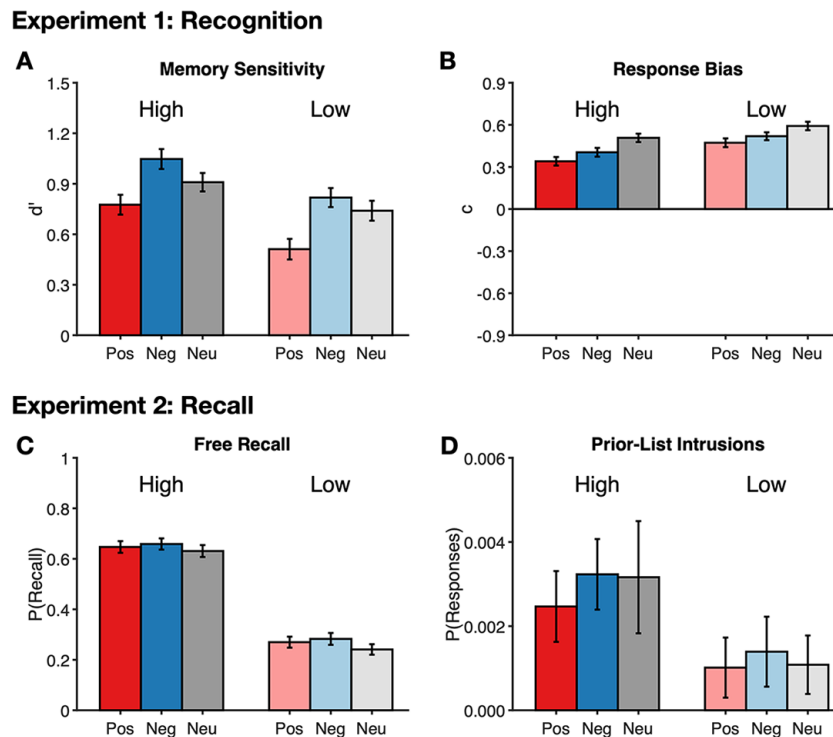 Experiment 1: Recognition
A
Memory Sensitivity
High
Low
d'
1.5
1.2
0.9
0.6
0.3
0
Pos Neg Neu
Pos Neg Neu
B
Response Bias
High
Low
c
0.9
0.6
0.3
0
-0.3
-0.6
-0.9
Pos Neg Neu
Pos Neg Neu
Experiment 2: Recall
C
Free Recall
High
Low
P(Recall)
1
0.8
0.6
0.4
0.2
0
Pos Neg Neu
Pos Neg Neu
D
Prior-List Intrusions
High
Low
P(Responses)
0.006
0.004
0.002
0.000
Pos Neg Neu
Pos Neg Neu